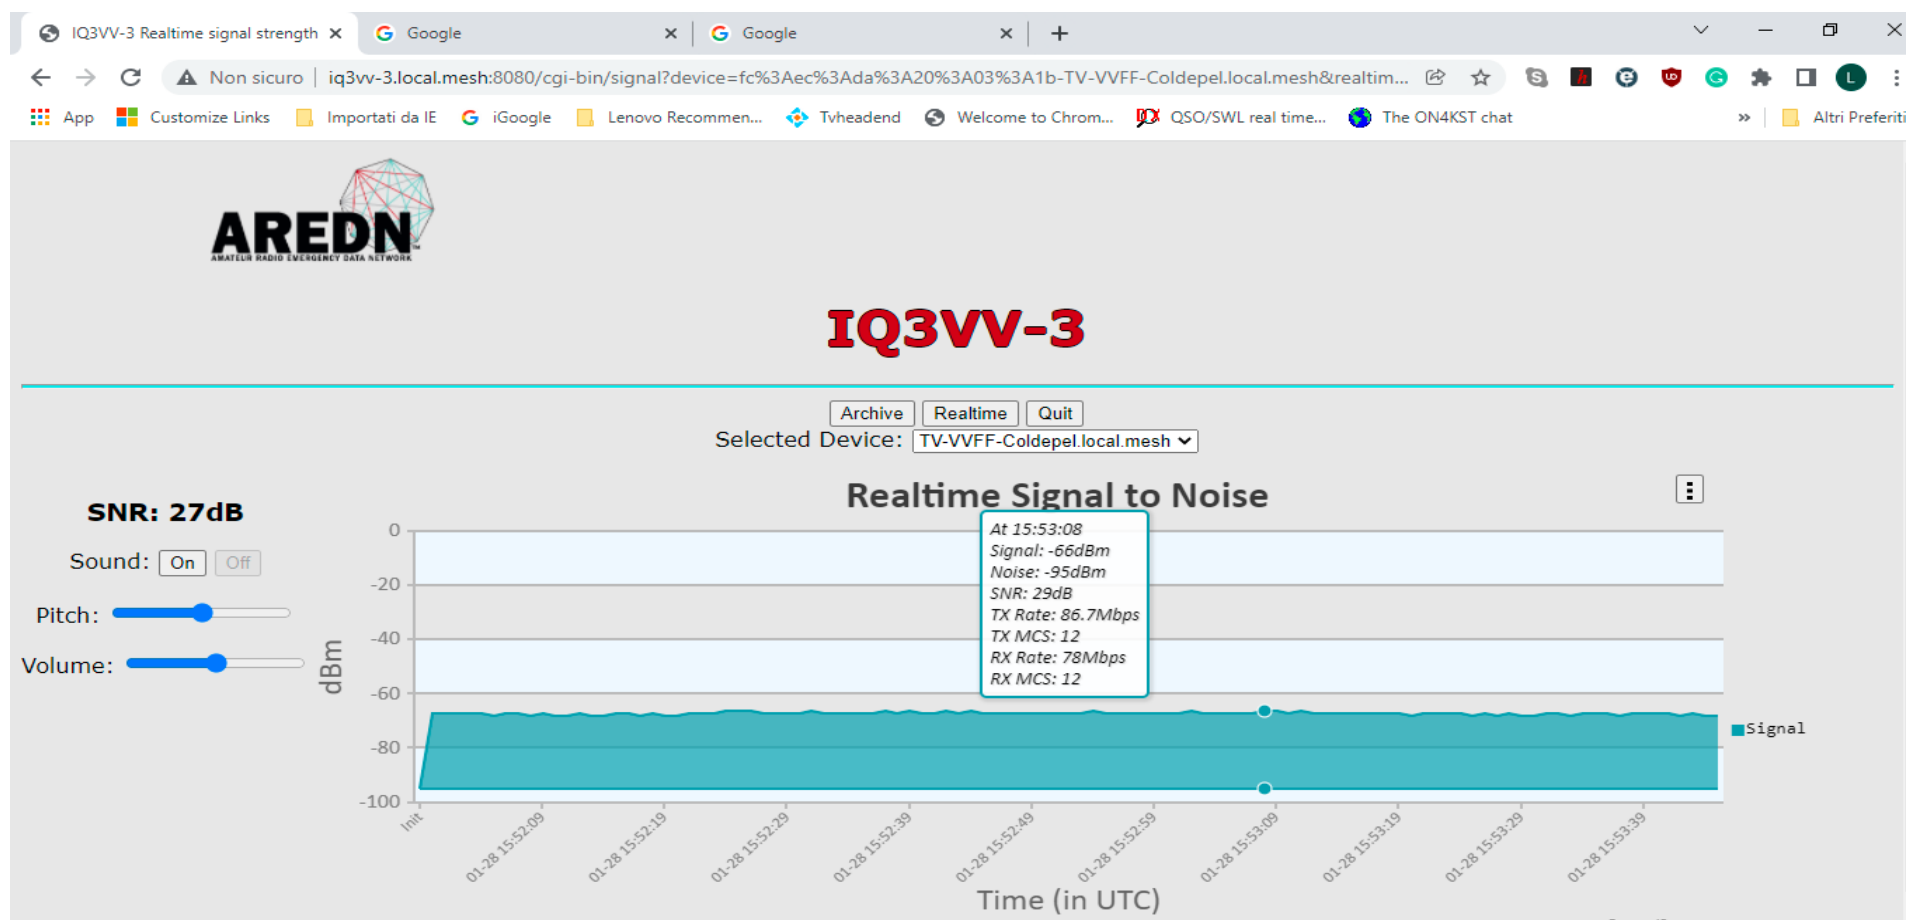 IQ3VV-3 Realtime signal strength
Google
Google
Non sicuro | iq3vv-3.local.mesh:8080/cgi-bin/signal?device=fc%3Aec%3Ada%3A20%3A03%3A1b-TV-VVFF-Coldepel.local.mesh&realtim...
App Customize Links Importati da IE iGoogle Lenovo Recommen... Tvheadend Welcome to Chrom... QSO/SWL real time... The ON4KST chat » Altri Preferiti
AREDN
AMATEUR RADIO EMERGENCY DATA NETWORK
IQ3VV-3
Archive Realtime Quit
Selected Device: TV-VVFF-Coldepel.local.mesh
SNR: 27dB
Sound: On Off
Pitch:
Volume:
Realtime Signal to Noise
At 15:53:08
Signal: -66dBm
Noise: -95dBm
SNR: 29dB
TX Rate: 86.7Mbps
TX MCS: 12
RX Rate: 78Mbps
RX MCS: 12
dBm
0
-20
-40
-60
-80
-100
Signal
Init
01-28 15:52:09
01-28 15:52:19
01-28 15:52:29
01-28 15:52:39
01-28 15:52:49
01-28 15:52:59
01-28 15:53:09
01-28 15:53:19
01-28 15:53:29
01-28 15:53:39
Time (in UTC)